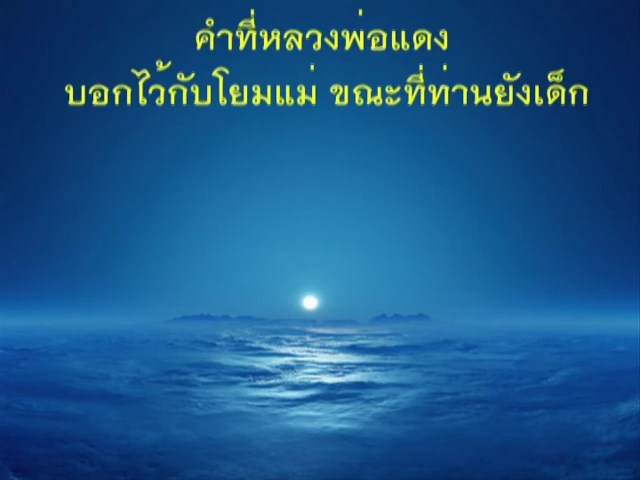 คำที่หลวงพ่อแดง
บอกไว้กับโยมแม่ ขณะที่ท่านยังเด็ก